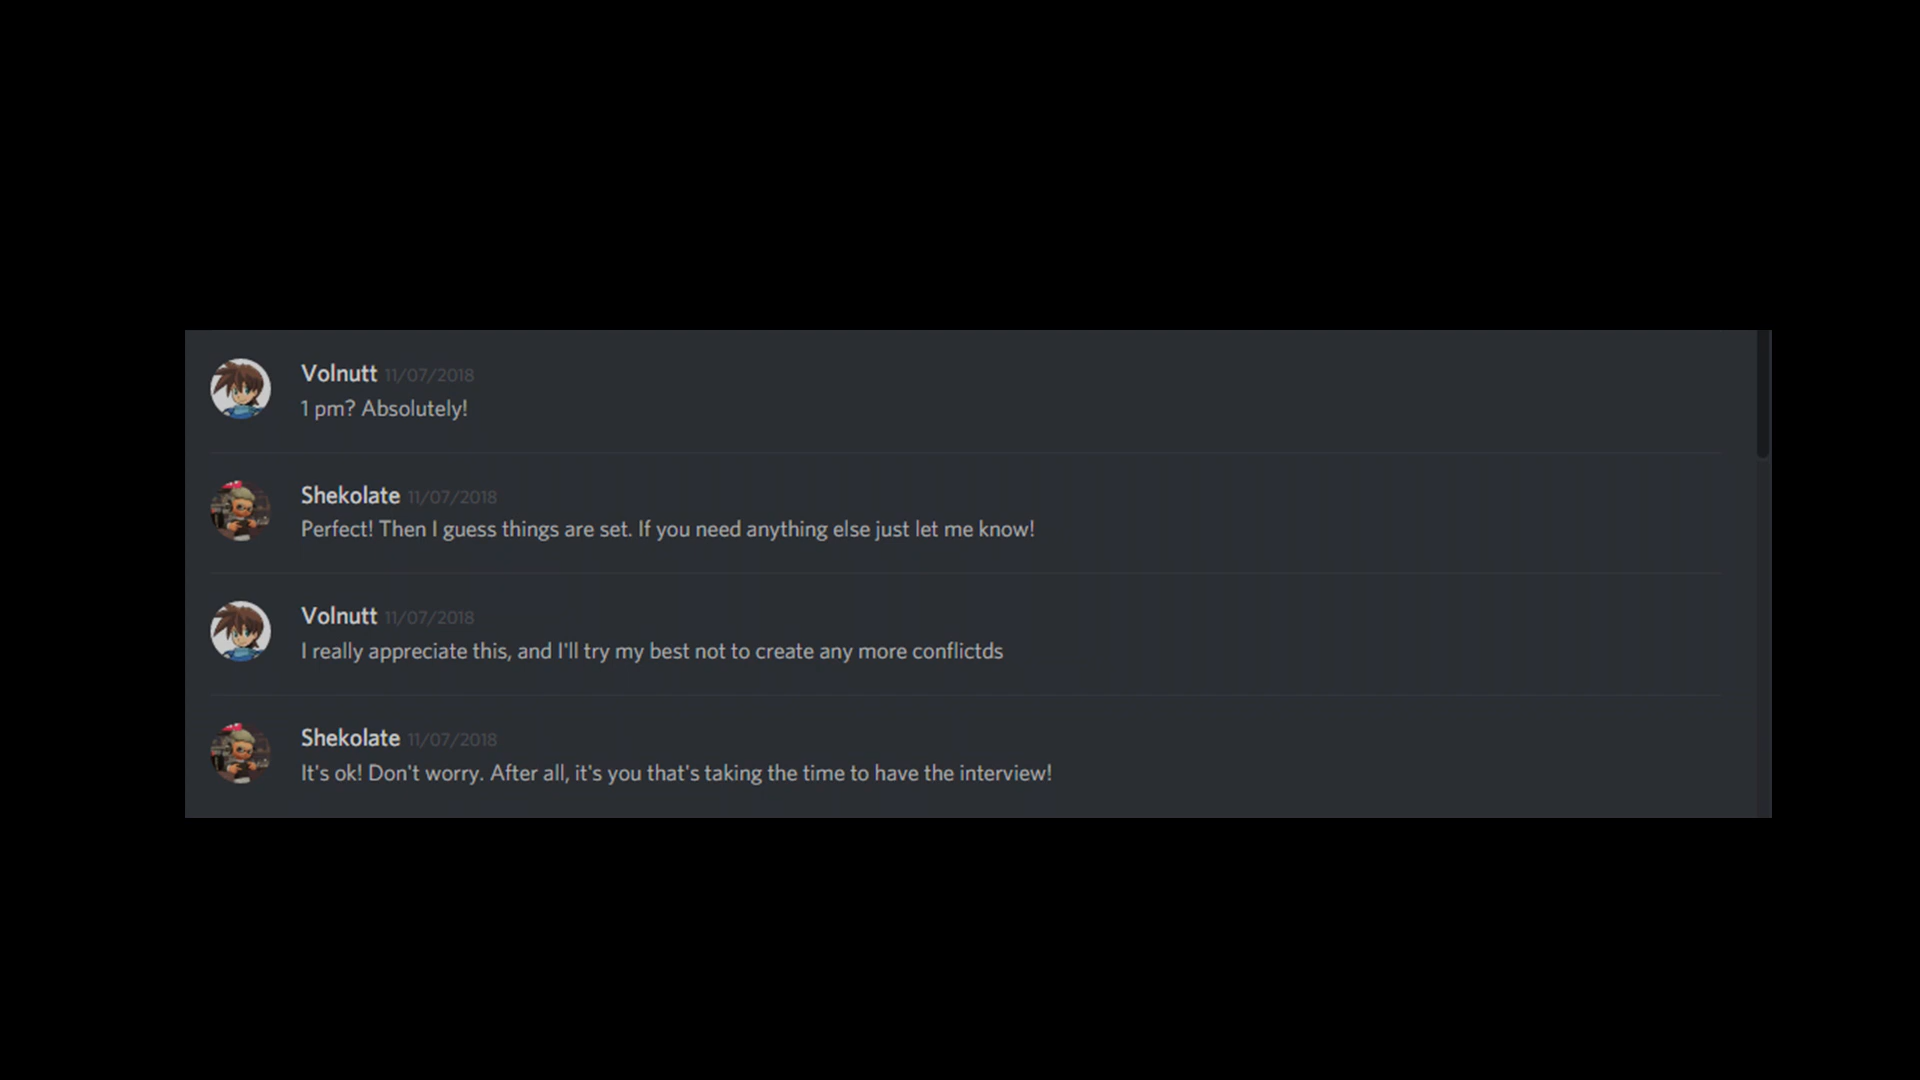 Volnutt 11/07/2018
1 pm? Absolutely!
Shekolate 11/07/2018
Perfect! Then I guess things are set. If you need anything else just let me know!
Volnutt 11/07/2018
I really appreciate this, and I'll try my best not to create any more conflictds
Shekolate 11/07/2018
It's ok! Don't worry. After all, it's you that's taking the time to have the interview!